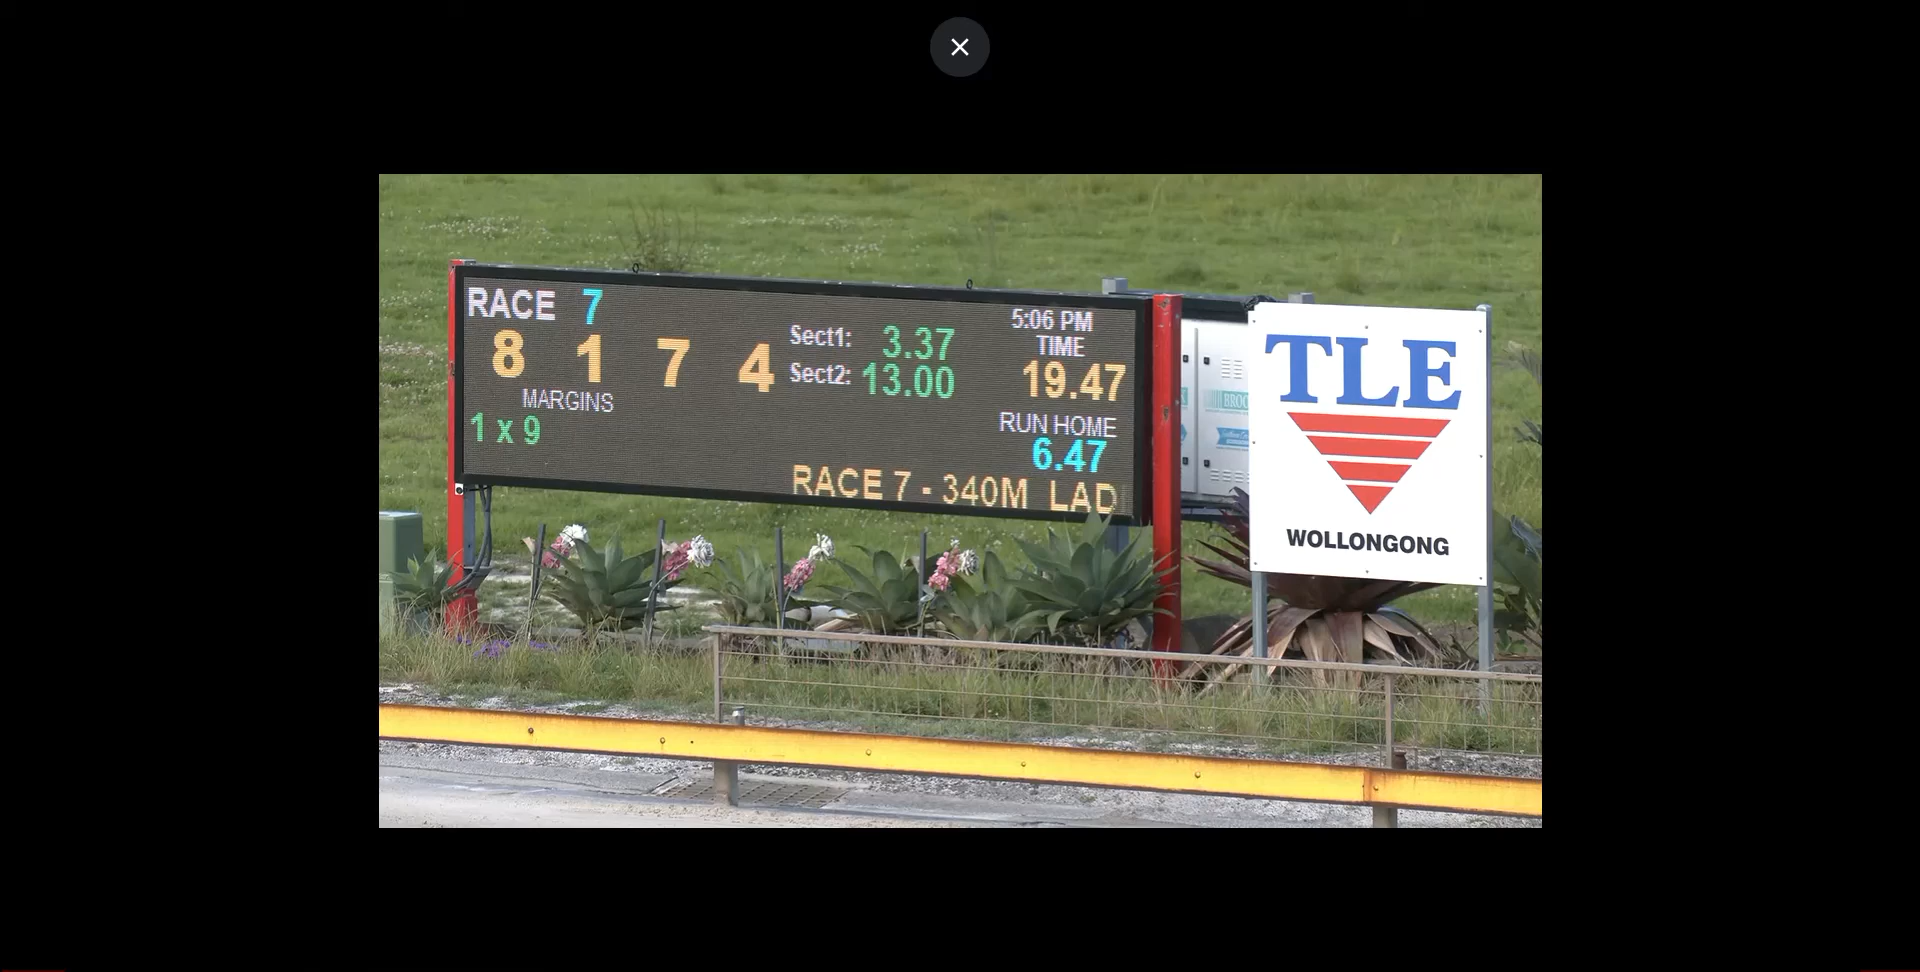 RACE 7
8 1 7 4
MARGINS
1 x 9
Sect1: 3.37
Sect2: 13.00
5:06 PM
TIME
19.47
RUN HOME
6.47
RACE 7 - 340M LAD
TLE
WOLLONGONG